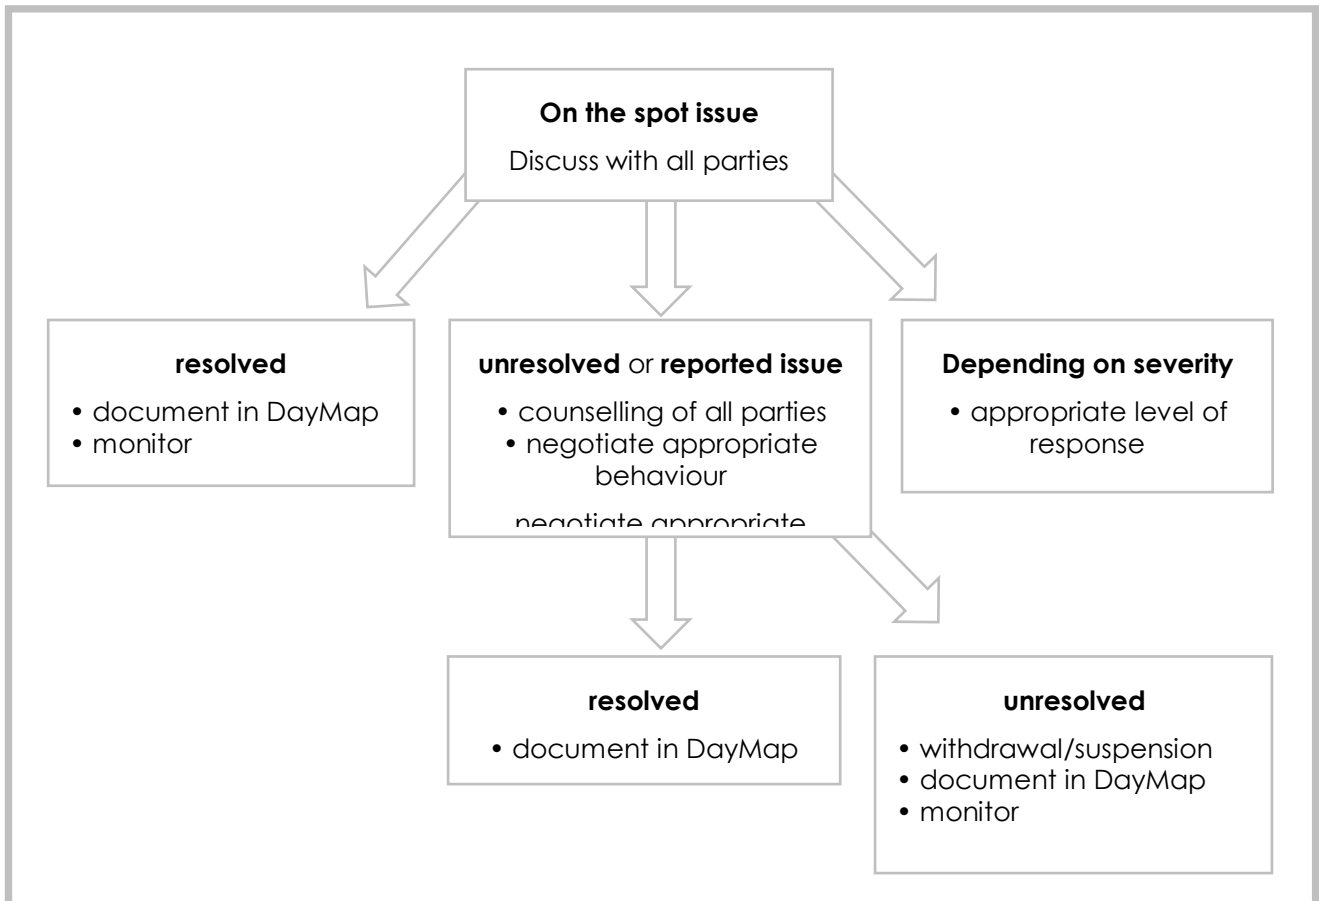 On the spot issue
Discuss with all parties
resolved
• document in DayMap
• monitor
unresolved or reported issue
• counselling of all parties
• negotiate appropriate
behaviour
negotiate appropriate
Depending on severity
• appropriate level of
response
resolved
• document in DayMap
unresolved
• withdrawal/suspension
• document in DayMap
• monitor